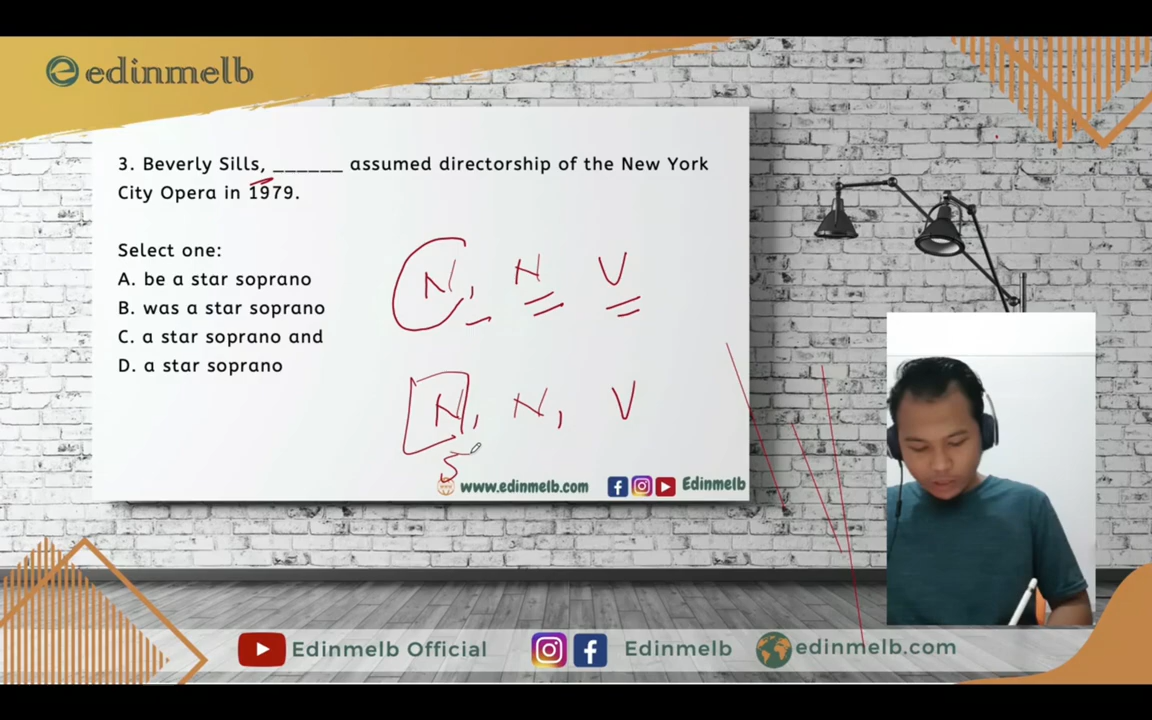 edinmelb
3. Beverly Sills, ______ assumed directorship of the New York
City Opera in 1979.
Select one:
A. be a star soprano
B. was a star soprano
C. a star soprano and
D. a star soprano
N, N V
N, N, V
S
www.edinmelb.com Edinmelb
Edinmelb Official Edinmelb edinmelb.com